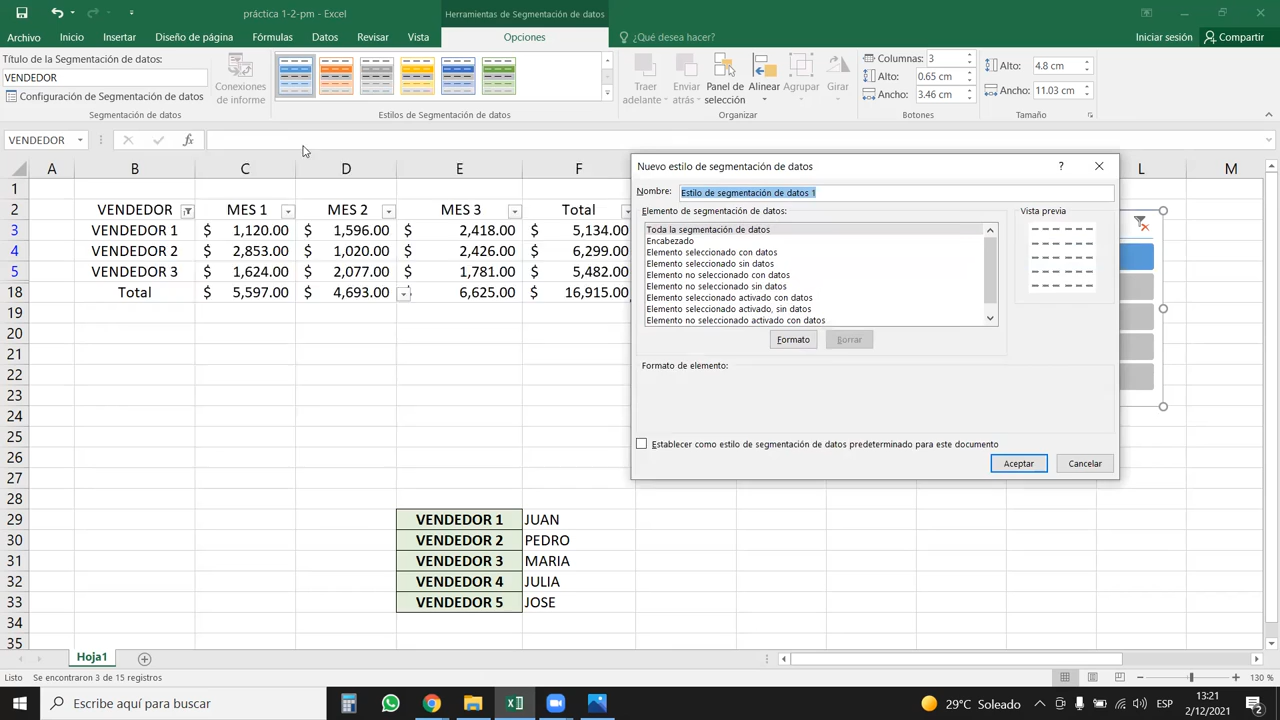 práctica 1-2-pm - Excel
Herramientas de Segmentación de datos
Archivo Inicio Insertar Diseño de página Fórmulas Datos Revisar Vista Opciones ¿Qué desea hacer? Iniciar sesión Compartir
Título de la Segmentación de datos:
VENDEDOR
Configuración de Segmentación de datos
Segmentación de datos
Conexiones de informe
Estilos de Segmentación de datos
Traer adelante
Enviar atrás
Panel de selección
Alinear
Agrupar
Girar
Organizar
Columnas: 3
Alto: 0.65 cm
Ancho: 3.46 cm
Botones
Alto: 4.8 cm
Ancho: 11.03 cm
Tamaño
VENDEDOR fx
A B C D E F L M
1
2 VENDEDOR MES 1 MES 2 MES 3 Total
3 VENDEDOR 1 $ 1,120.00 $ 1,596.00 $ 2,418.00 $ 5,134.00
4 VENDEDOR 2 $ 2,853.00 $ 1,020.00 $ 2,426.00 $ 6,299.00
5 VENDEDOR 3 $ 1,624.00 $ 2,077.00 $ 1,781.00 $ 5,482.00
18 Total $ 5,597.00 $ 4,693.00 6,625.00 $ 16,915.00
19
20
21
22
23
24
25
26
27
28
29 VENDEDOR 1 JUAN
30 VENDEDOR 2 PEDRO
31 VENDEDOR 3 MARIA
32 VENDEDOR 4 JULIA
33 VENDEDOR 5 JOSE
34
35
Nuevo estilo de segmentación de datos ?
Nombre: Estilo de segmentación de datos 1
Elemento de segmentación de datos:
Vista previa
Toda la segmentación de datos
Encabezado
Elemento seleccionado con datos
Elemento seleccionado sin datos
Elemento no seleccionado con datos
Elemento no seleccionado sin datos
Elemento seleccionado activado con datos
Elemento seleccionado activado, sin datos
Elemento no seleccionado activado con datos
Formato Borrar
Formato de elemento:
Establecer como estilo de segmentación de datos predeterminado para este documento
Aceptar Cancelar
Hoja1
Listo Se encontraron 3 de 15 registros
130 %
Escribe aquí para buscar
29°C Soleado
ESP
13:21
2/12/2021
2